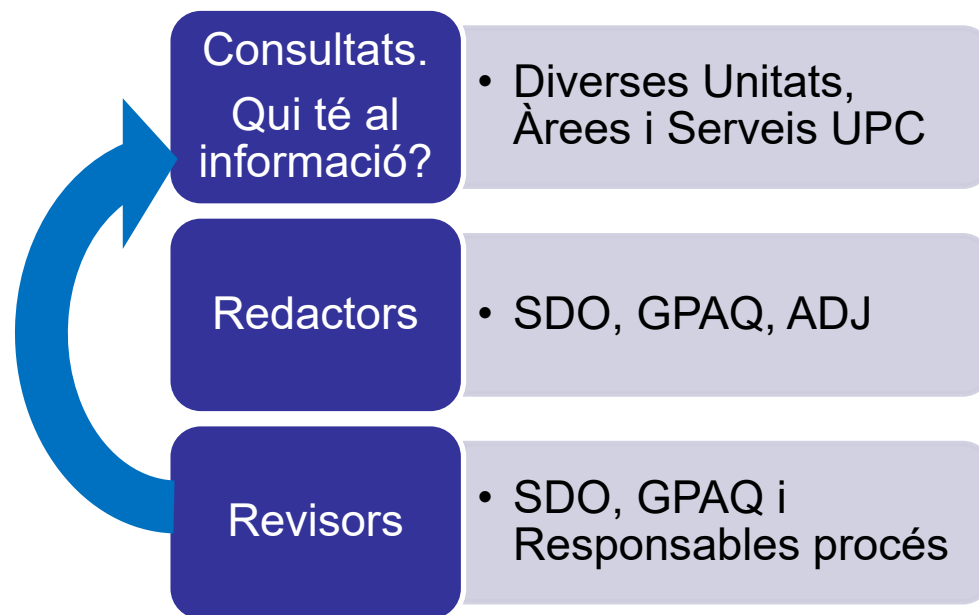 Consultats.
Qui té al
informació?
• Diverses Unitats,
Àrees i Serveis UPC
Redactors
• SDO, GPAQ, ADJ
Revisors
• SDO, GPAQ i
Responsables procés